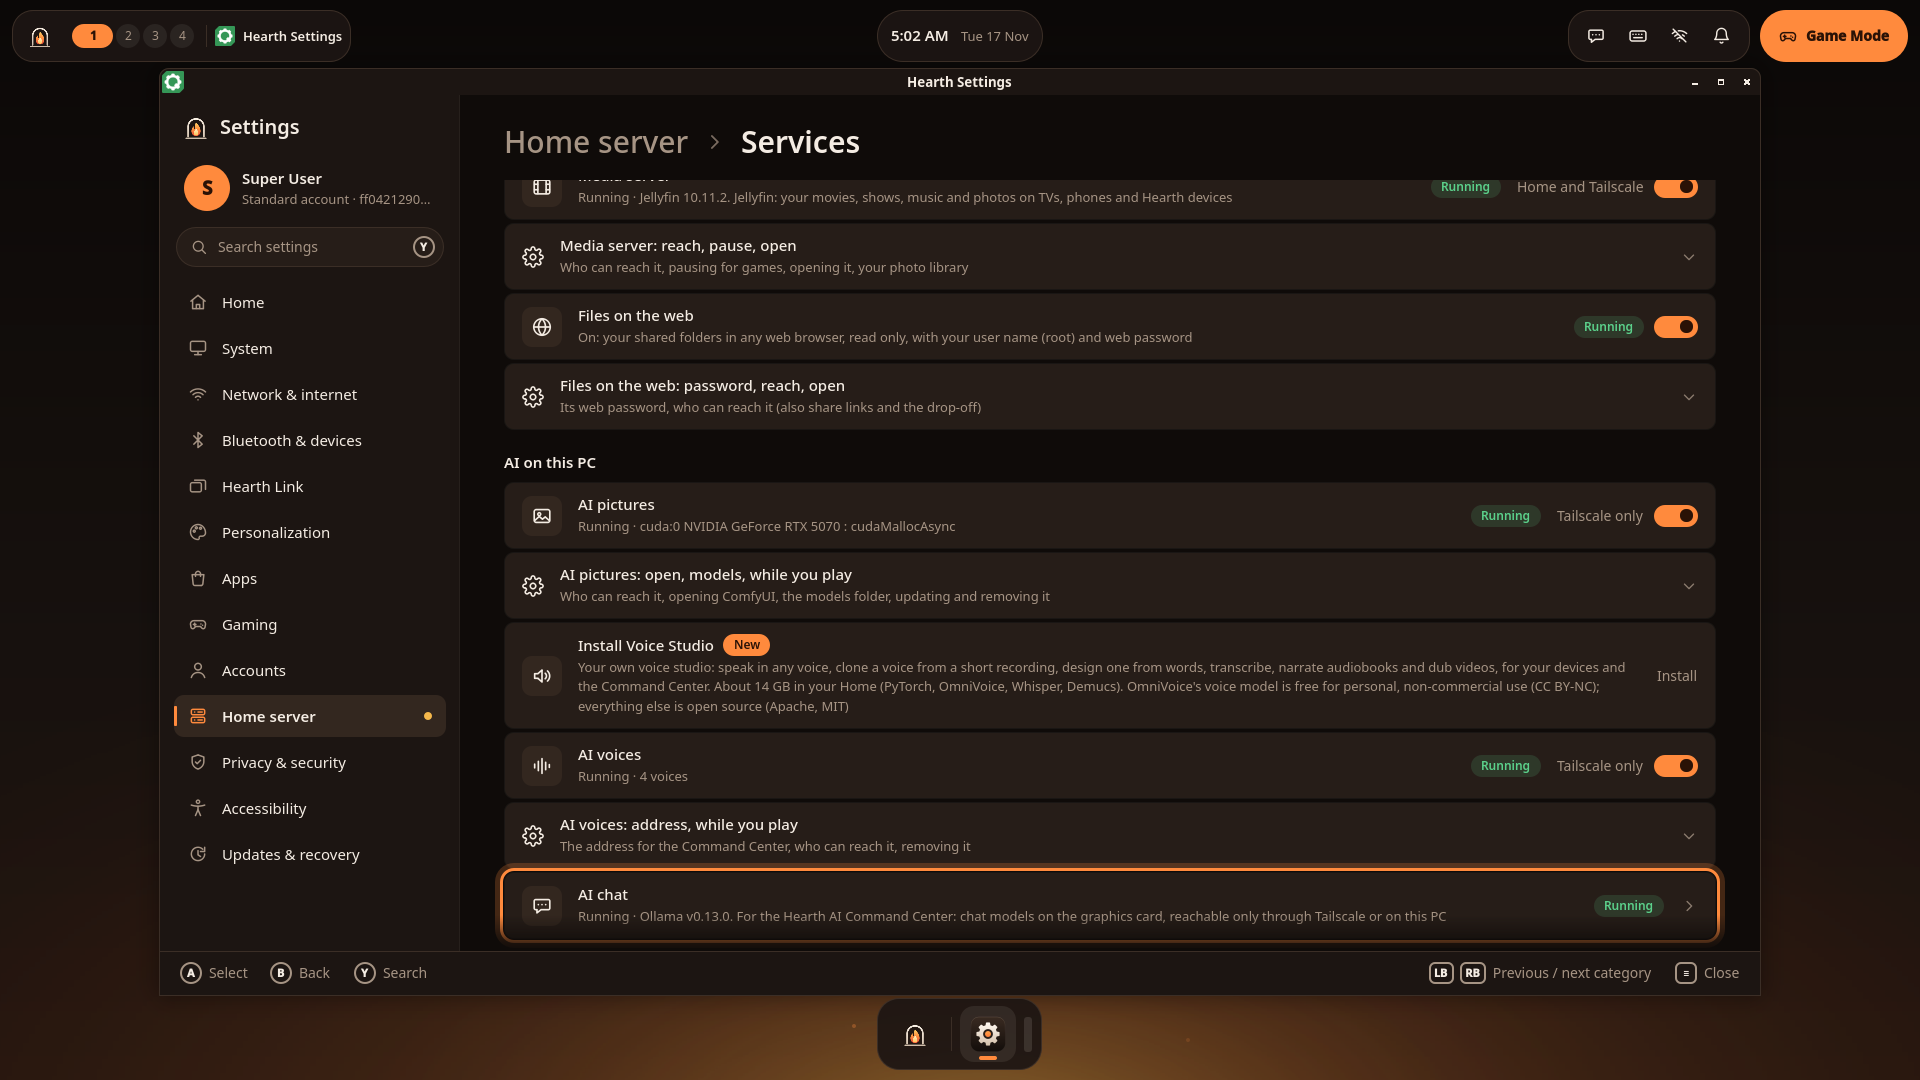 1
2
3
4
Hearth Settings
5:02 AM Tue 17 Nov
Game Mode
Hearth Settings
Settings
S
Super User
Standard account · ff0421290...
Search settings
Y
Home
System
Network & internet
Bluetooth & devices
Hearth Link
Personalization
Apps
Gaming
Accounts
Home server
Privacy & security
Accessibility
Updates & recovery
Home server > Services
Running · Jellyfin 10.11.2. Jellyfin: your movies, shows, music and photos on TVs, phones and Hearth devices
Running
Home and Tailscale
Media server: reach, pause, open
Who can reach it, pausing for games, opening it, your photo library
Files on the web
On: your shared folders in any web browser, read only, with your user name (root) and web password
Running
Files on the web: password, reach, open
Its web password, who can reach it (also share links and the drop-off)
AI on this PC
AI pictures
Running · cuda:0 NVIDIA GeForce RTX 5070 : cudaMallocAsync
Running
Tailscale only
AI pictures: open, models, while you play
Who can reach it, opening ComfyUI, the models folder, updating and removing it
Install Voice Studio New
Your own voice studio: speak in any voice, clone a voice from a short recording, design one from words, transcribe, narrate audiobooks and dub videos, for your devices and
the Command Center. About 14 GB in your Home (PyTorch, OmniVoice, Whisper, Demucs). OmniVoice's voice model is free for personal, non-commercial use (CC BY-NC);
everything else is open source (Apache, MIT)
Install
AI voices
Running · 4 voices
Running
Tailscale only
AI voices: address, while you play
The address for the Command Center, who can reach it, removing it
AI chat
Running · Ollama v0.13.0. For the Hearth AI Command Center: chat models on the graphics card, reachable only through Tailscale or on this PC
Running
A Select
B Back
Y Search
LB RB Previous / next category
Close